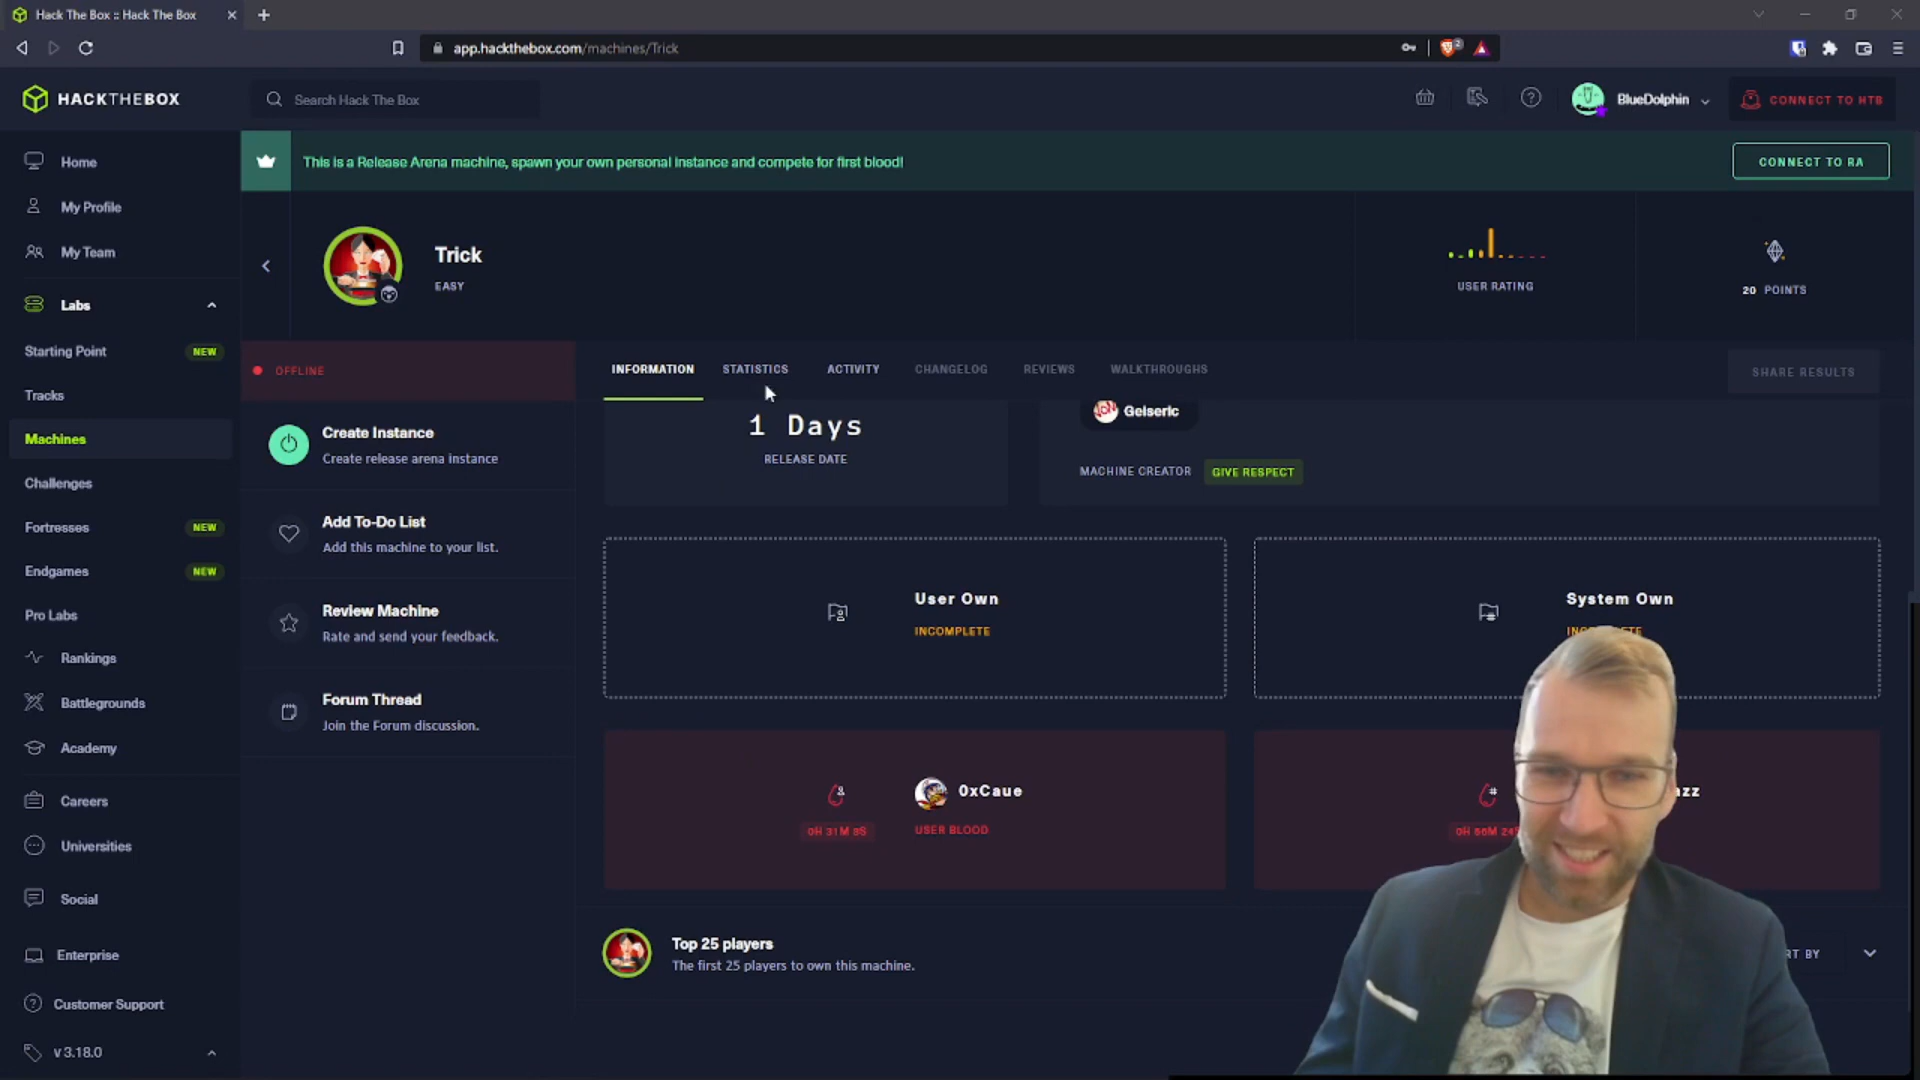 Hack The Box :: Hack The Box
app.hackthebox.com/machines/Trick
2
HACKTHEBOX
Search Hack The Box
BlueDolphin
CONNECT TO HTB
Home
My Profile
My Team
Labs
Starting Point NEW
Tracks
Machines
Challenges
Fortresses NEW
Endgames NEW
Pro Labs
Rankings
Battlegrounds
Academy
Careers
Universities
Social
Enterprise
Customer Support
v 3.18.0
This is a Release Arena machine, spawn your own personal instance and compete for first blood!
CONNECT TO RA
Trick
EASY
USER RATING
20 POINTS
OFFLINE
Create Instance
Create release arena instance
Add To-Do List
Add this machine to your list.
Review Machine
Rate and send your feedback.
Forum Thread
Join the Forum discussion.
INFORMATION STATISTICS ACTIVITY CHANGELOG REVIEWS WALKTHROUGHS
SHARE RESULTS
1 Days
RELEASE DATE
Geiseric
MACHINE CREATOR GIVE RESPECT
User Own
INCOMPLETE
System Own
0xCaue
0H 31M 8S
USER BLOOD
Top 25 players
The first 25 players to own this machine.